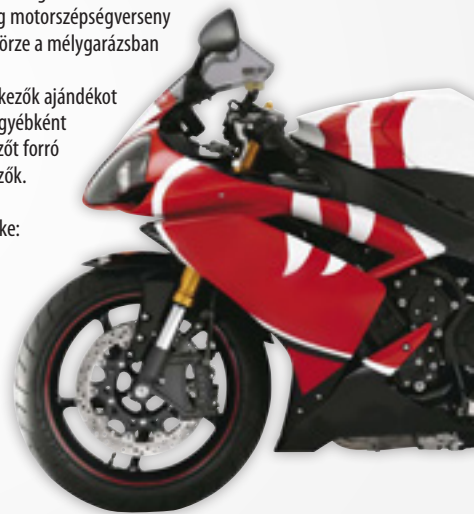 g motorszépségverseny
örze a mélygarázsban
kezők ajándékot
gyébként
zőt forró
zők.
ke: